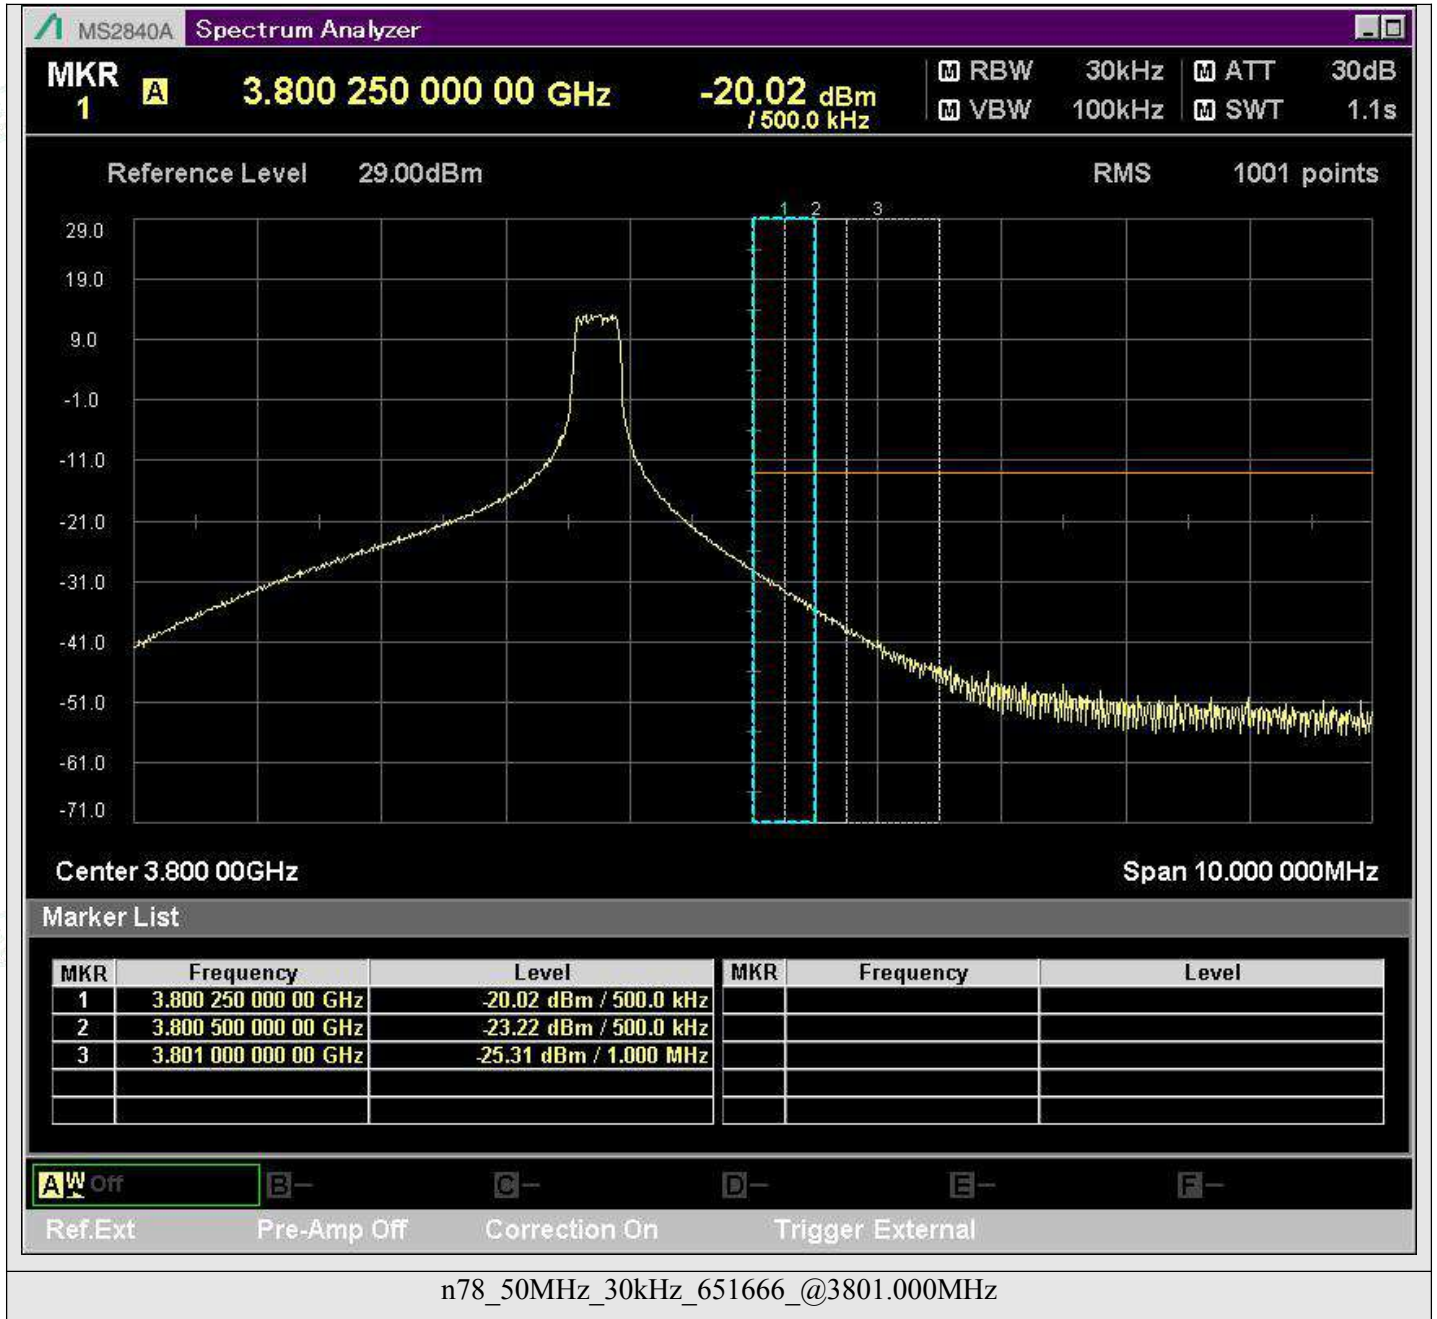 MS2840A Spectrum Analyzer
MKR 1 A 3.800 250 000 00 GHz -20.02 dBm / 500.0 kHz
M RBW 30kHz M ATT 30dB
M VBW 100kHz M SWT 1.1s
Reference Level 29.00dBm RMS 1001 points
1 2 3
29.0
19.0
9.0
-1.0
-11.0
-21.0
-31.0
-41.0
-51.0
-61.0
-71.0
Center 3.800 00GHz Span 10.000 000MHz
Marker List
MKR Frequency Level MKR Frequency Level
1 3.800 250 000 00 GHz -20.02 dBm / 500.0 kHz
2 3.800 500 000 00 GHz -23.22 dBm / 500.0 kHz
3 3.801 000 000 00 GHz -25.31 dBm / 1.000 MHz
A W Off B - C - D - E - F -
Ref.Ext Pre-Amp Off Correction On Trigger External
n78_50MHz_30kHz_651666_@3801.000MHz